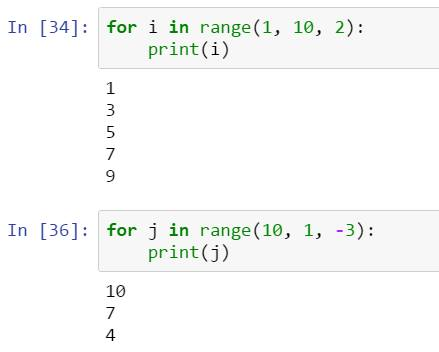 In [34]: for i in range(1, 10, 2):
    print(i)
1
3
5
7
9
In [36]: for j in range(10, 1, -3):
    print(j)
10
7
4